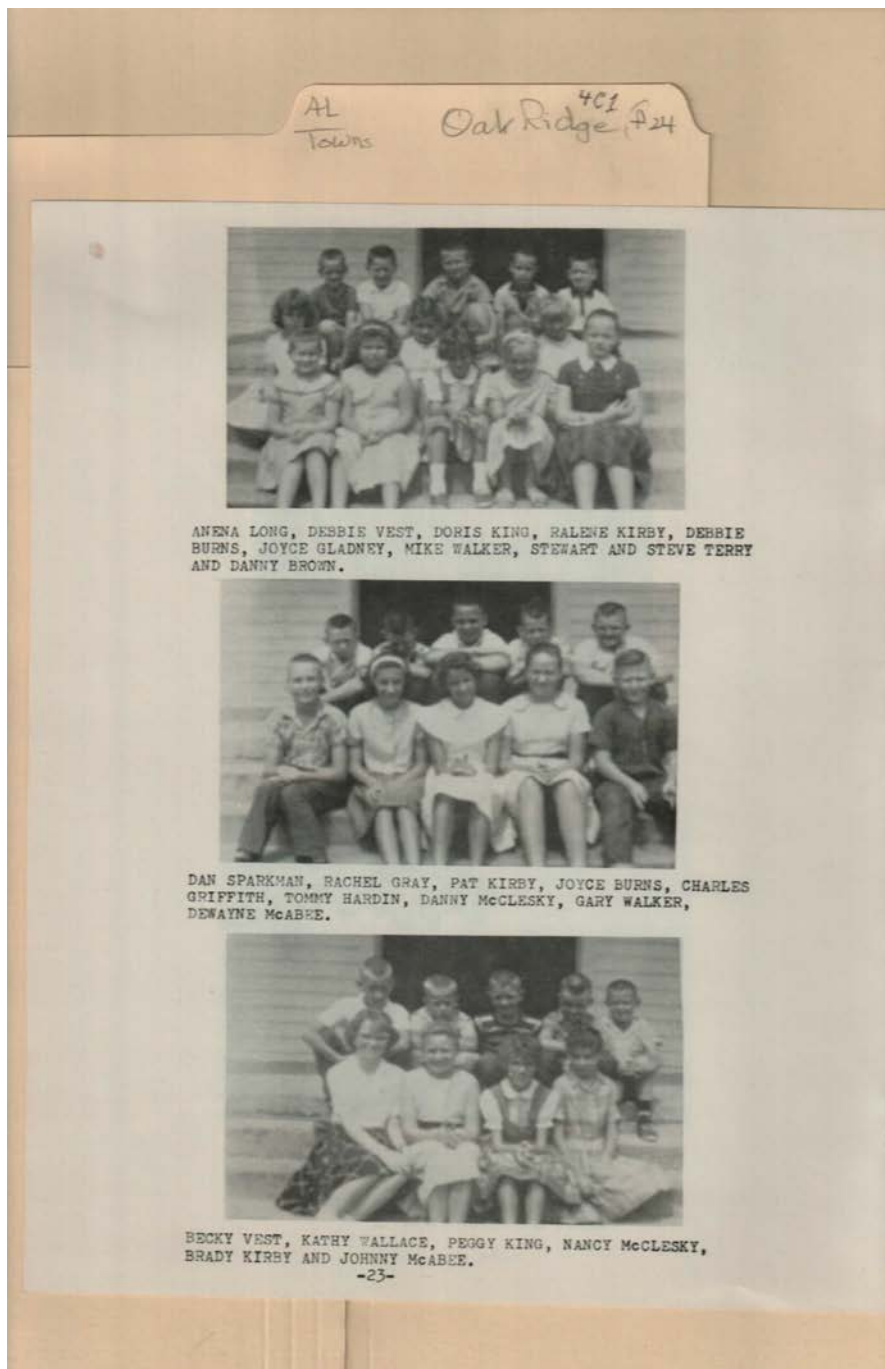 AL
Towns
4C1
Oak Ridge, #24
ANENA LONG, DEBBIE VEST, DORIS KING, RALENE KIRBY, DEBBIE
BURNS, JOYCE GLADNEY, MIKE WALKER, STEWART AND STEVE TERRY
AND DANNY BROWN.
DAN SPARKMAN, RACHEL GRAY, PAT KIRBY, JOYCE BURNS, CHARLES
GRIFFITH, TOMMY HARDIN, DANNY McCLESKY, GARY WALKER,
DEWAYNE McABEE.
BECKY VEST, KATHY WALLACE, PEGGY KING, NANCY McCLESKY,
BRADY KIRBY AND JOHNNY McABEE.
-23-